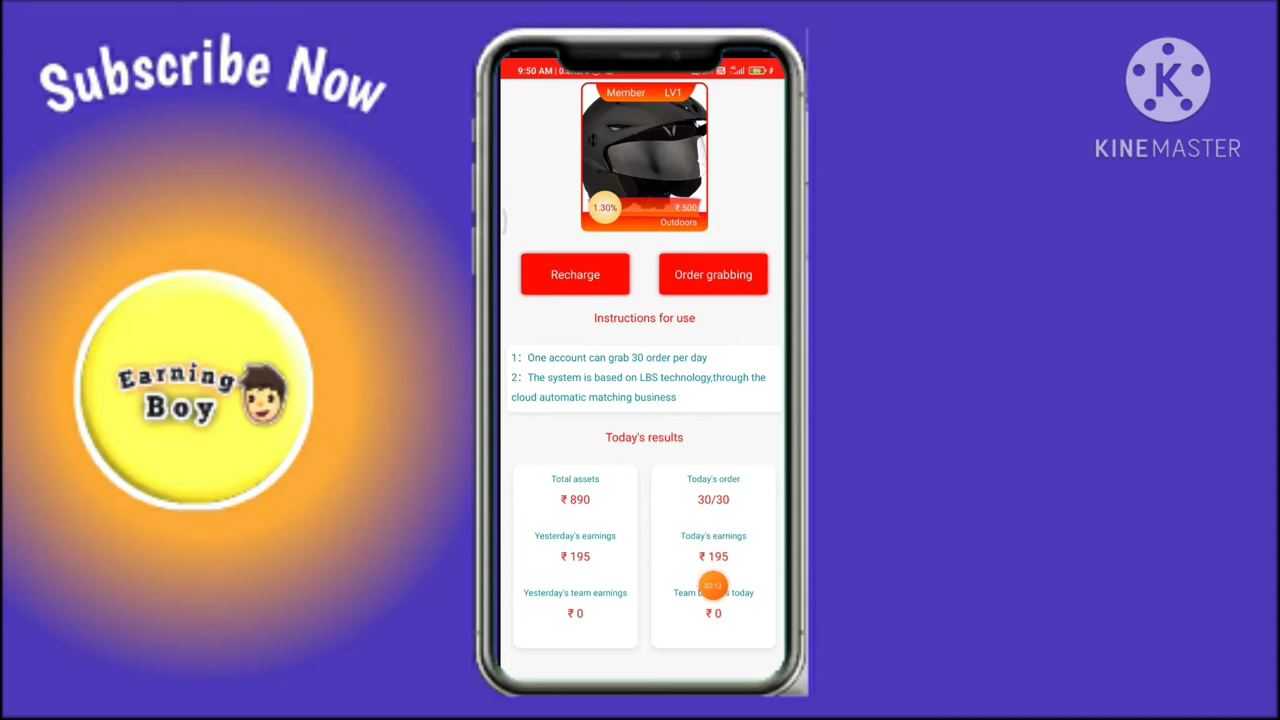 Subscribe Now
KINEMASTER
Earning
Boy
9:50 AM
Member LV1
1.30%
₹ 500
Outdoors
Recharge
Order grabbing
Instructions for use
1: One account can grab 30 order per day
2: The system is based on LBS technology,through the
cloud automatic matching business
Today's results
Total assets
₹ 890
Today's order
30/30
Yesterday's earnings
₹ 195
Today's earnings
₹ 195
02:12
Yesterday's team earnings
₹ 0
Team today
₹ 0